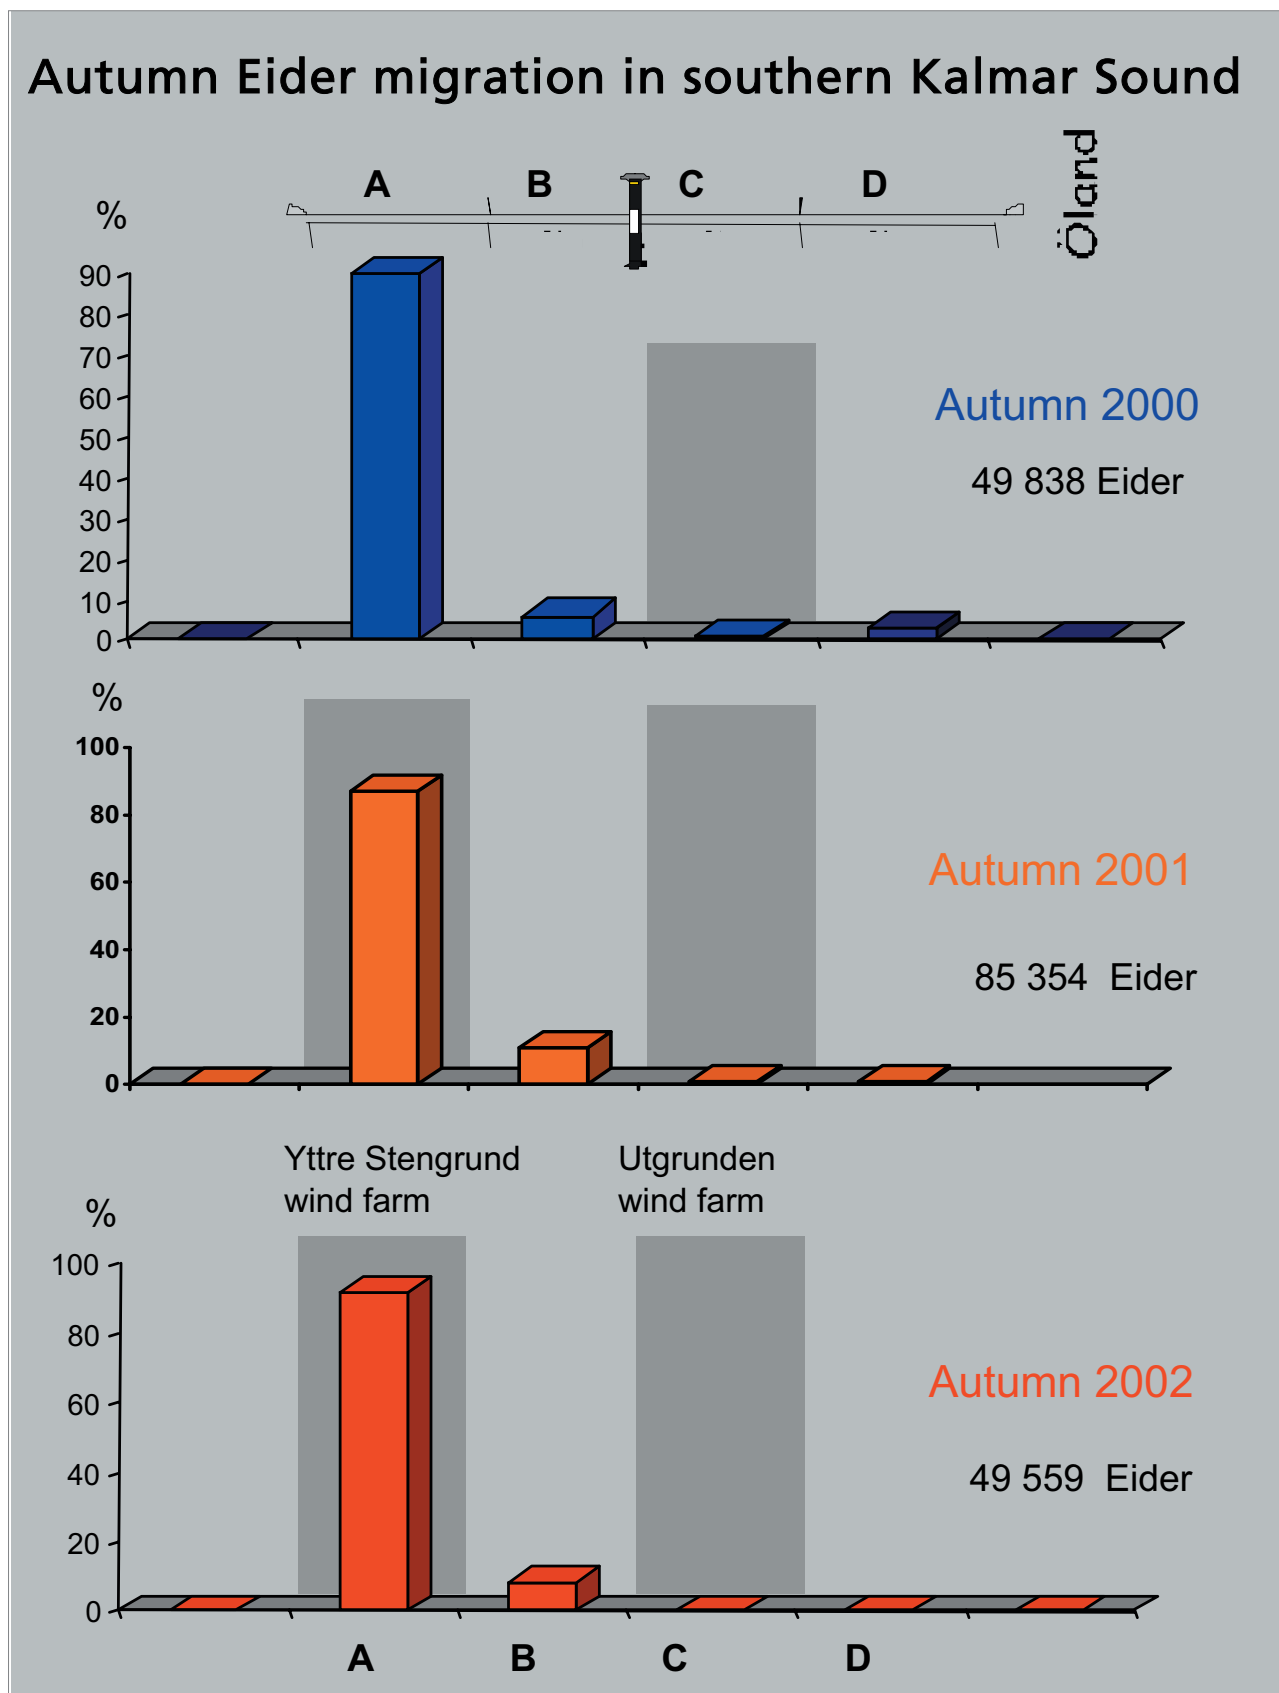 Autumn Eider migration in southern Kalmar Sound
A B C D
Öland
%
90
80
70
60
50
40
30
20
10
0
Autumn 2000
49 838 Eider
%
100
80
60
40
20
0
Autumn 2001
85 354 Eider
Yttre Stengrund
wind farm
Utgrunden
wind farm
%
100
80
60
40
20
0
Autumn 2002
49 559 Eider
A B C D